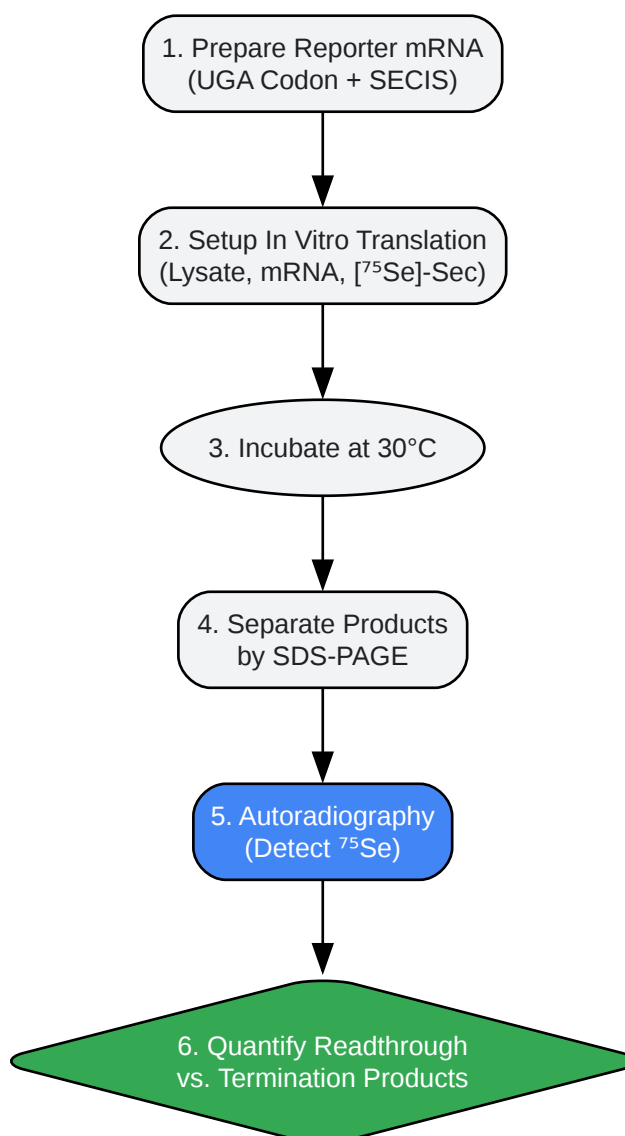 1. Prepare Reporter mRNA
(UGA Codon + SECIS)
2. Setup In Vitro Translation
(Lysate, mRNA, [⁷⁵Se]-Sec)
3. Incubate at 30°C
4. Separate Products
by SDS-PAGE
5. Autoradiography
(Detect ⁷⁵Se)
6. Quantify Readthrough
vs. Termination Products